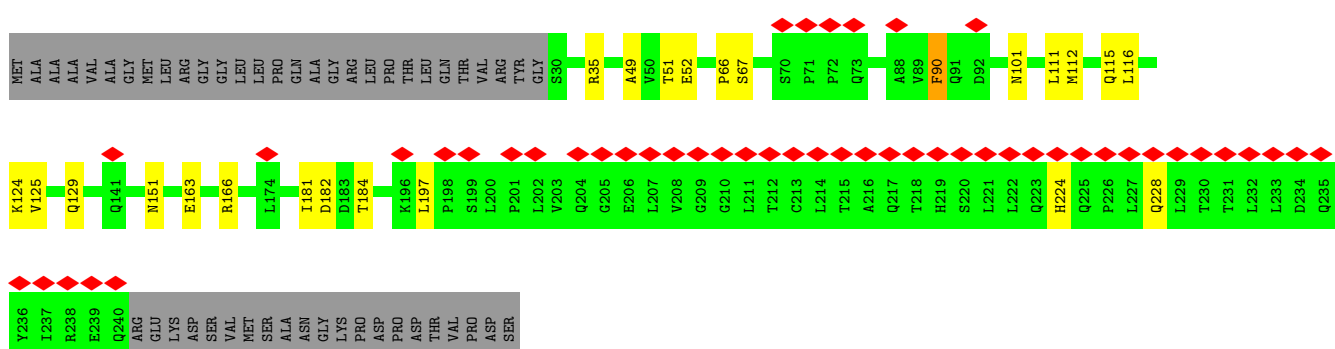 MET ALA ALA ALA VAL ALA GLY MET LEU ARG GLY GLY LEU LEU PRO GLN ALA GLY ARG LEU PRO THR LEU GLN THR VAL ARG TYR GLY S30 R35 A49 V50 T51 E52 P66 S67 S70 P71 P72 Q73 A88 V89 F90 Q91 D92 N101 L111 M112 Q115 L116
K124 V125 Q129 Q141 N151 E163 R166 L174 I181 D182 D183 T184 K196 L197 P198 S199 L200 P201 L202 V203 Q204 G205 E206 L207 V208 G209 G210 L211 T212 C213 L214 T215 A216 Q217 T218 H219 S220 L221 L222 Q223 H224 Q225 P226 L227 Q228 L229 T230 T231 L232 L233 D234 Q235
Y236 I237 R238 E239 Q240 ARG GLU LYS ASP SER VAL MET SER ALA ASN GLY LYS PRO ASP PRO ASP THR VAL PRO ASP SER